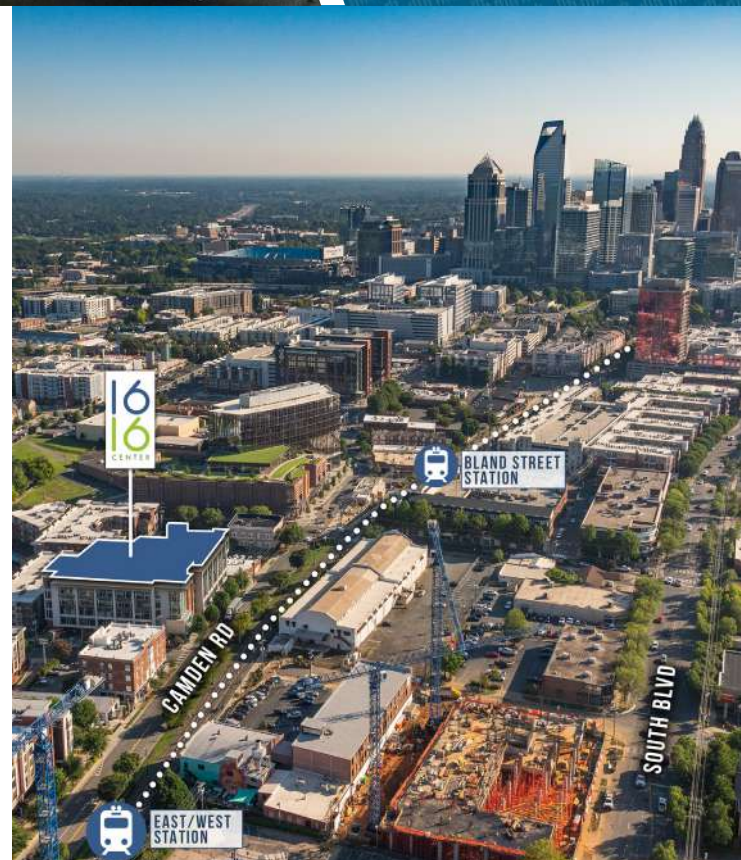 16
16
CENTER
BLAND STREET
STATION
CAMDEN RD
SOUTH BLVD
EAST/WEST
STATION